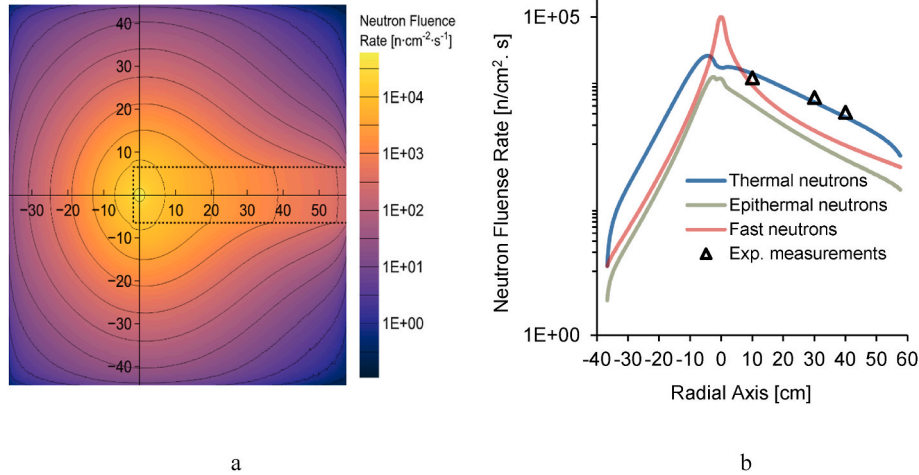 Neutron Fluence
Rate [n·cm⁻²·s⁻¹]
40
30
20
10
−30 −20 −10 0 10 20 30 40 50
−10
−20
−30
−40
1E+04
1E+03
1E+02
1E+01
1E+00
a
1E+05
1E+00
Neutron Fluense Rate [n/cm². s]
Thermal neutrons
Epithermal neutrons
Fast neutrons
Exp. measurements
-40 -30 -20 -10 0 10 20 30 40 50 60
Radial Axis [cm]
b